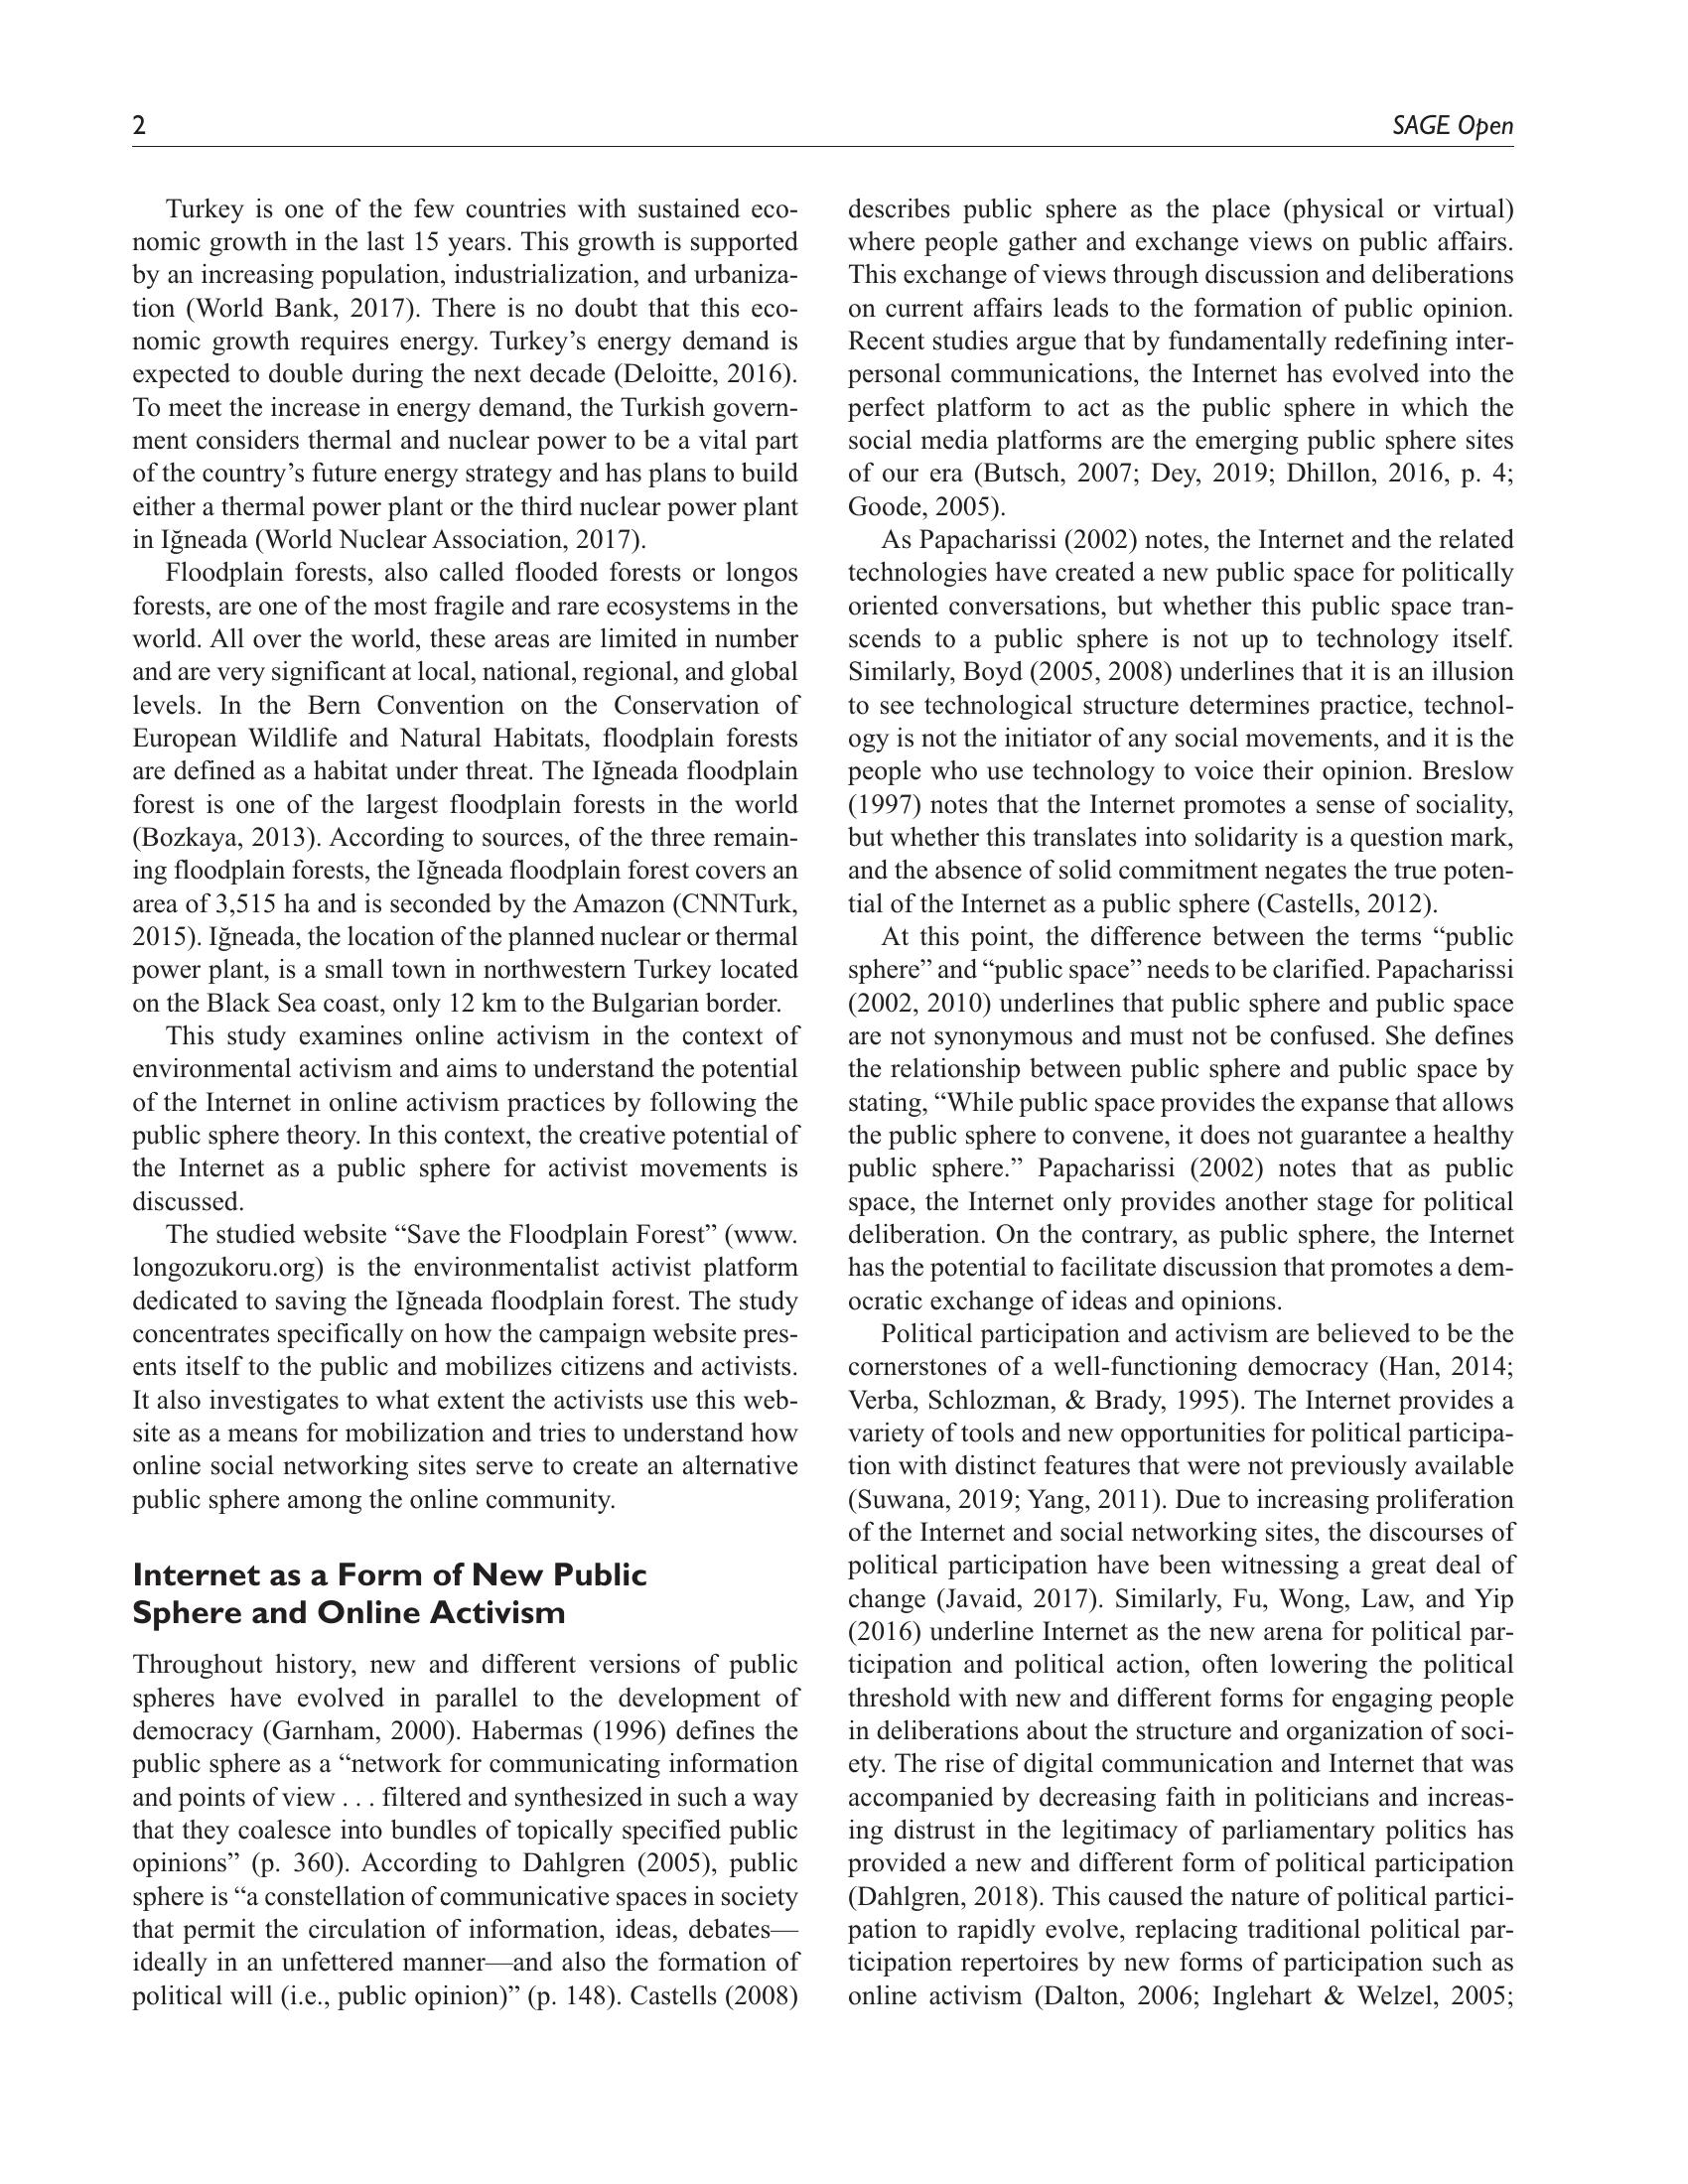 2
SAGE Open
Turkey is one of the few countries with sustained eco-
nomic growth in the last 15 years. This growth is supported
by an increasing population, industrialization, and urbaniza-
tion (World Bank, 2017). There is no doubt that this eco-
nomic growth requires energy. Turkey’s energy demand is
expected to double during the next decade (Deloitte, 2016).
To meet the increase in energy demand, the Turkish govern-
ment considers thermal and nuclear power to be a vital part
of the country’s future energy strategy and has plans to build
either a thermal power plant or the third nuclear power plant
in Iğneada (World Nuclear Association, 2017).
Floodplain forests, also called flooded forests or longos
forests, are one of the most fragile and rare ecosystems in the
world. All over the world, these areas are limited in number
and are very significant at local, national, regional, and global
levels. In the Bern Convention on the Conservation of
European Wildlife and Natural Habitats, floodplain forests
are defined as a habitat under threat. The Iğneada floodplain
forest is one of the largest floodplain forests in the world
(Bozkaya, 2013). According to sources, of the three remain-
ing floodplain forests, the Iğneada floodplain forest covers an
area of 3,515 ha and is seconded by the Amazon (CNNTurk,
2015). Iğneada, the location of the planned nuclear or thermal
power plant, is a small town in northwestern Turkey located
on the Black Sea coast, only 12 km to the Bulgarian border.
This study examines online activism in the context of
environmental activism and aims to understand the potential
of the Internet in online activism practices by following the
public sphere theory. In this context, the creative potential of
the Internet as a public sphere for activist movements is
discussed.
The studied website “Save the Floodplain Forest” (www.
longozukoru.org) is the environmentalist activist platform
dedicated to saving the Iğneada floodplain forest. The study
concentrates specifically on how the campaign website pres-
ents itself to the public and mobilizes citizens and activists.
It also investigates to what extent the activists use this web-
site as a means for mobilization and tries to understand how
online social networking sites serve to create an alternative
public sphere among the online community.
Internet as a Form of New Public
Sphere and Online Activism
Throughout history, new and different versions of public
spheres have evolved in parallel to the development of
democracy (Garnham, 2000). Habermas (1996) defines the
public sphere as a “network for communicating information
and points of view . . . filtered and synthesized in such a way
that they coalesce into bundles of topically specified public
opinions” (p. 360). According to Dahlgren (2005), public
sphere is “a constellation of communicative spaces in society
that permit the circulation of information, ideas, debates—
ideally in an unfettered manner—and also the formation of
political will (i.e., public opinion)” (p. 148). Castells (2008)
describes public sphere as the place (physical or virtual)
where people gather and exchange views on public affairs.
This exchange of views through discussion and deliberations
on current affairs leads to the formation of public opinion.
Recent studies argue that by fundamentally redefining inter-
personal communications, the Internet has evolved into the
perfect platform to act as the public sphere in which the
social media platforms are the emerging public sphere sites
of our era (Butsch, 2007; Dey, 2019; Dhillon, 2016, p. 4;
Goode, 2005).
As Papacharissi (2002) notes, the Internet and the related
technologies have created a new public space for politically
oriented conversations, but whether this public space tran-
scends to a public sphere is not up to technology itself.
Similarly, Boyd (2005, 2008) underlines that it is an illusion
to see technological structure determines practice, technol-
ogy is not the initiator of any social movements, and it is the
people who use technology to voice their opinion. Breslow
(1997) notes that the Internet promotes a sense of sociality,
but whether this translates into solidarity is a question mark,
and the absence of solid commitment negates the true poten-
tial of the Internet as a public sphere (Castells, 2012).
At this point, the difference between the terms “public
sphere” and “public space” needs to be clarified. Papacharissi
(2002, 2010) underlines that public sphere and public space
are not synonymous and must not be confused. She defines
the relationship between public sphere and public space by
stating, “While public space provides the expanse that allows
the public sphere to convene, it does not guarantee a healthy
public sphere.” Papacharissi (2002) notes that as public
space, the Internet only provides another stage for political
deliberation. On the contrary, as public sphere, the Internet
has the potential to facilitate discussion that promotes a dem-
ocratic exchange of ideas and opinions.
Political participation and activism are believed to be the
cornerstones of a well-functioning democracy (Han, 2014;
Verba, Schlozman, & Brady, 1995). The Internet provides a
variety of tools and new opportunities for political participa-
tion with distinct features that were not previously available
(Suwana, 2019; Yang, 2011). Due to increasing proliferation
of the Internet and social networking sites, the discourses of
political participation have been witnessing a great deal of
change (Javaid, 2017). Similarly, Fu, Wong, Law, and Yip
(2016) underline Internet as the new arena for political par-
ticipation and political action, often lowering the political
threshold with new and different forms for engaging people
in deliberations about the structure and organization of soci-
ety. The rise of digital communication and Internet that was
accompanied by decreasing faith in politicians and increas-
ing distrust in the legitimacy of parliamentary politics has
provided a new and different form of political participation
(Dahlgren, 2018). This caused the nature of political partici-
pation to rapidly evolve, replacing traditional political par-
ticipation repertoires by new forms of participation such as
online activism (Dalton, 2006; Inglehart & Welzel, 2005;